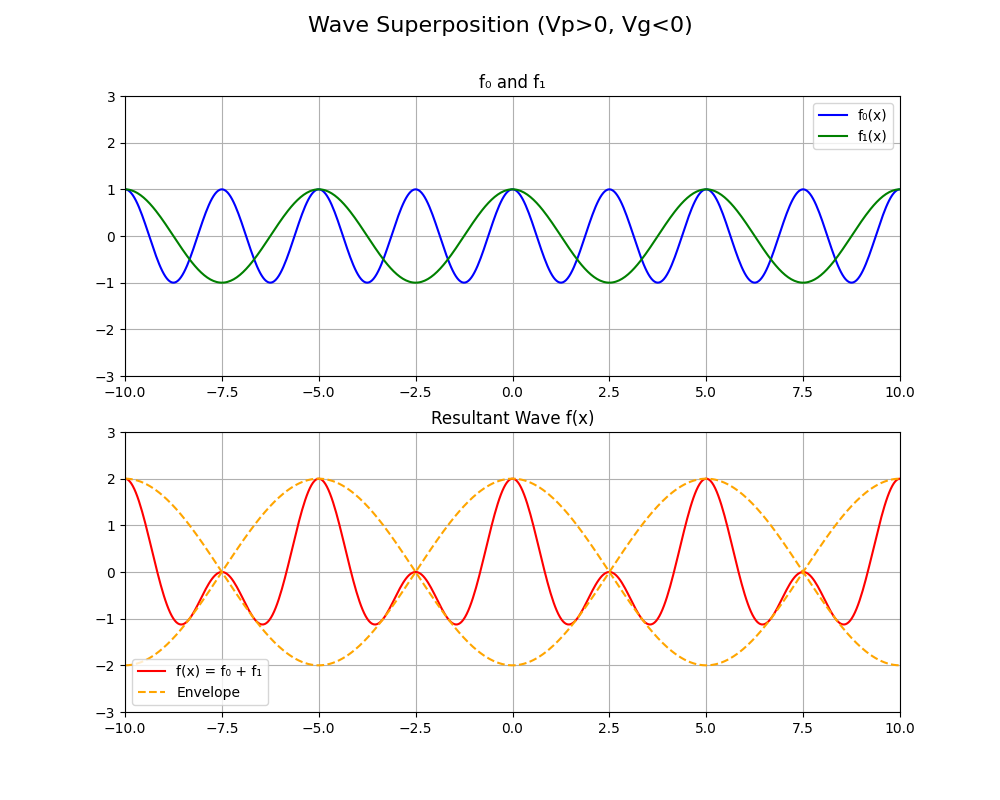 Wave Superposition (Vp>0, Vg<0)
f₀ and f₁
3
2
1
0
−1
−2
−3
f₀(x)
f₁(x)
−10.0 −7.5 −5.0 −2.5 0.0 2.5 5.0 7.5 10.0
Resultant Wave f(x)
3
2
1
0
−1
−2
−3
f(x) = f₀ + f₁
Envelope
−10.0 −7.5 −5.0 −2.5 0.0 2.5 5.0 7.5 10.0